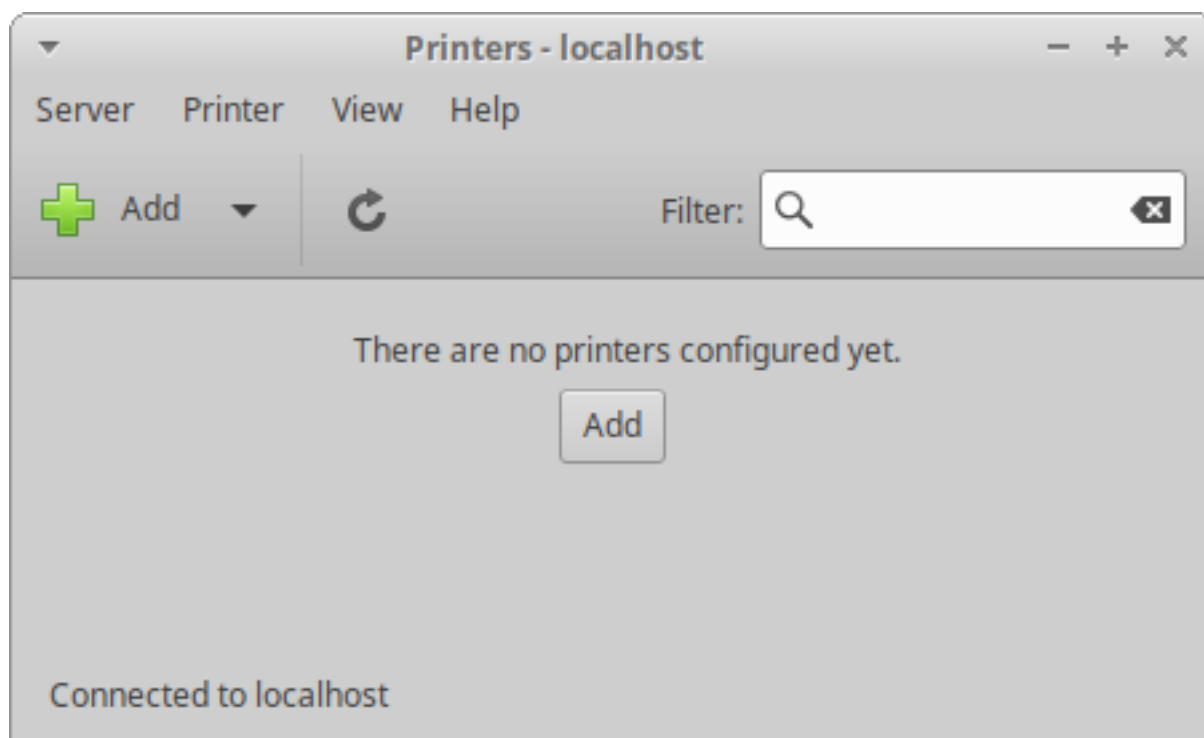 Printers - localhost
Server Printer View Help
Add Filter:
There are no printers configured yet.
Add
Connected to localhost